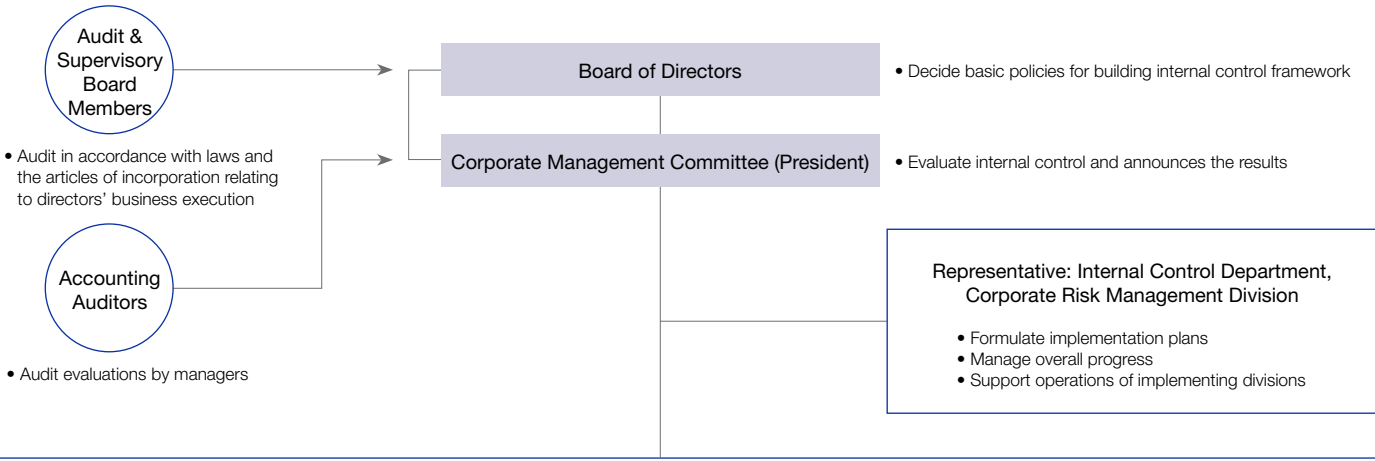 Audit &
Supervisory
Board
Members
• Audit in accordance with laws and
the articles of incorporation relating
to directors’ business execution
Accounting
Auditors
• Audit evaluations by managers
Board of Directors
• Decide basic policies for building internal control framework
Corporate Management Committee (President)
• Evaluate internal control and announces the results
Representative: Internal Control Department,
Corporate Risk Management Division
• Formulate implementation plans
• Manage overall progress
• Support operations of implementing divisions